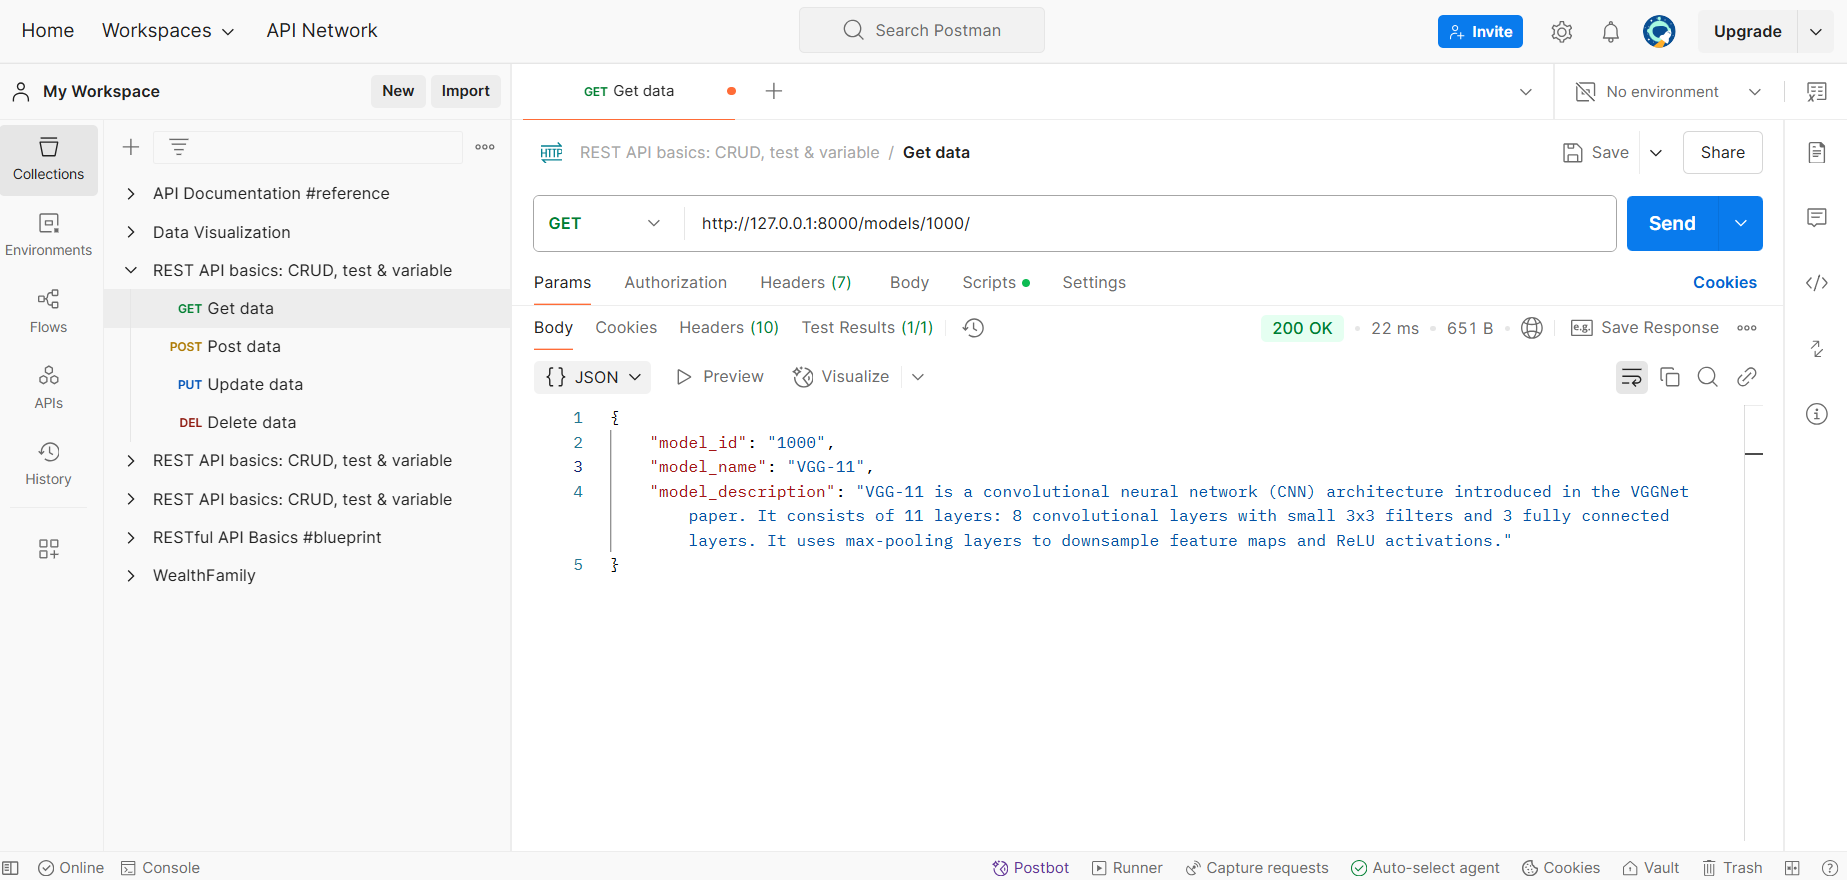 Home Workspaces API Network Search Postman Invite Upgrade
My Workspace New Import GET Get data No environment
Collections
Environments
Flows
APIs
History
API Documentation #reference
Data Visualization
REST API basics: CRUD, test & variable
GET Get data
POST Post data
PUT Update data
DEL Delete data
REST API basics: CRUD, test & variable
REST API basics: CRUD, test & variable
RESTful API Basics #blueprint
WealthFamily
HTTP REST API basics: CRUD, test & variable / Get data Save Share
GET http://127.0.0.1:8000/models/1000/ Send
Params Authorization Headers (7) Body Scripts Settings Cookies
Body Cookies Headers (10) Test Results (1/1) 200 OK 22 ms 651 B e.g. Save Response
{} JSON Preview Visualize
1 {
2 "model_id": "1000",
3 "model_name": "VGG-11",
4 "model_description": "VGG-11 is a convolutional neural network (CNN) architecture introduced in the VGGNet
paper. It consists of 11 layers: 8 convolutional layers with small 3x3 filters and 3 fully connected
layers. It uses max-pooling layers to downsample feature maps and ReLU activations."
5 }
Online Console Postbot Runner Capture requests Auto-select agent Cookies Vault Trash